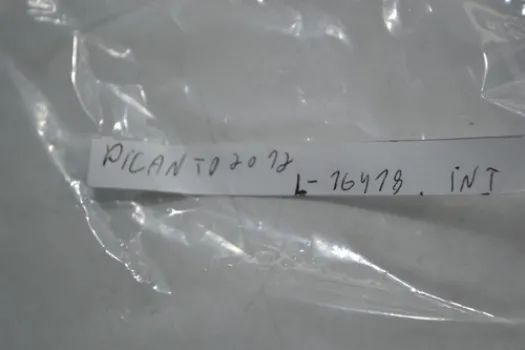 PiCANTO 2012
L-16418. iNT